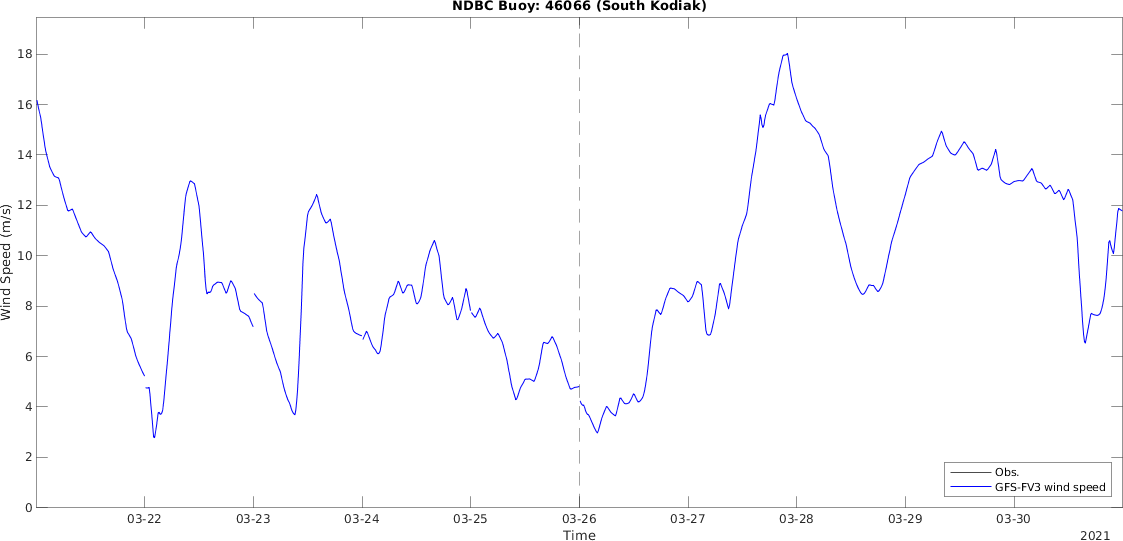 NDBC Buoy: 46066 (South Kodiak)
Wind Speed (m/s)
18
16
14
12
10
8
6
4
2
0
03-22 03-23 03-24 03-25 03-26 03-27 03-28 03-29 03-30
Time
2021
Obs.
GFS-FV3 wind speed